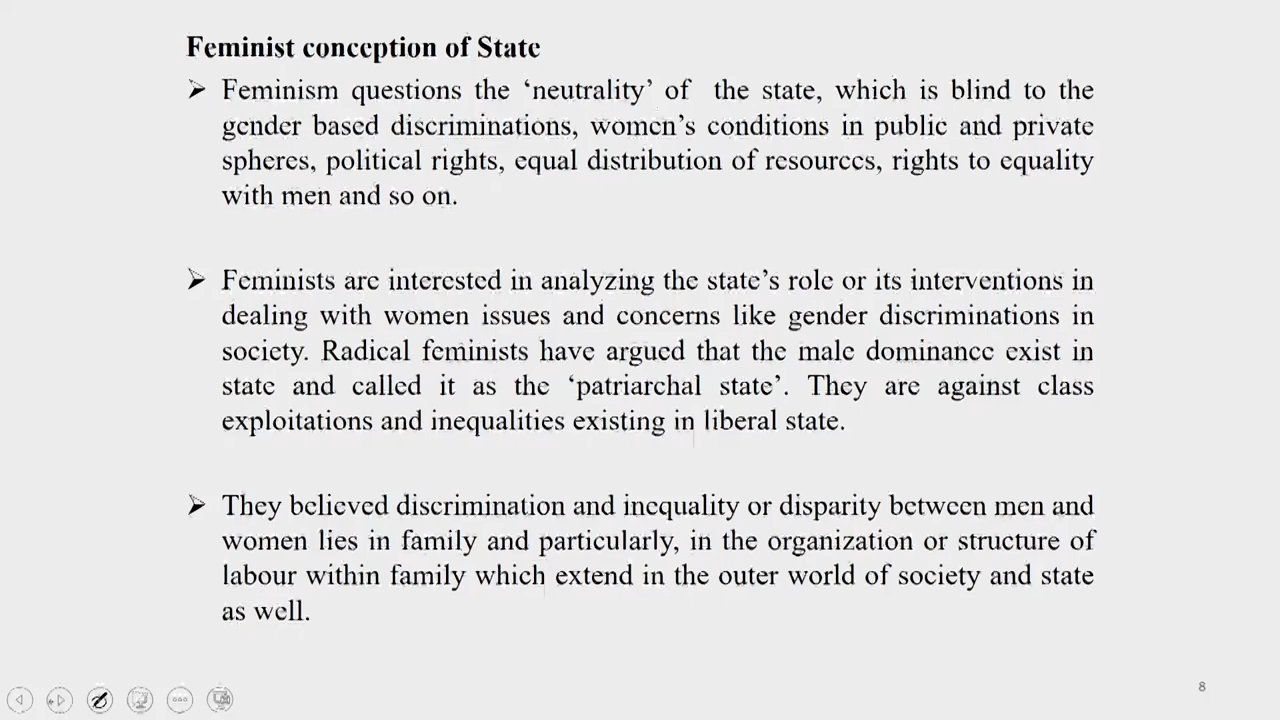 Feminist conception of State
➢ Feminism questions the ‘neutrality’ of the state, which is blind to the
gender based discriminations, women’s conditions in public and private
spheres, political rights, equal distribution of resources, rights to equality
with men and so on.
➢ Feminists are interested in analyzing the state’s role or its interventions in
dealing with women issues and concerns like gender discriminations in
society. Radical feminists have argued that the male dominance exist in
state and called it as the ‘patriarchal state’. They are against class
exploitations and inequalities existing in liberal state.
➢ They believed discrimination and inequality or disparity between men and
women lies in family and particularly, in the organization or structure of
labour within family which extend in the outer world of society and state
as well.
8